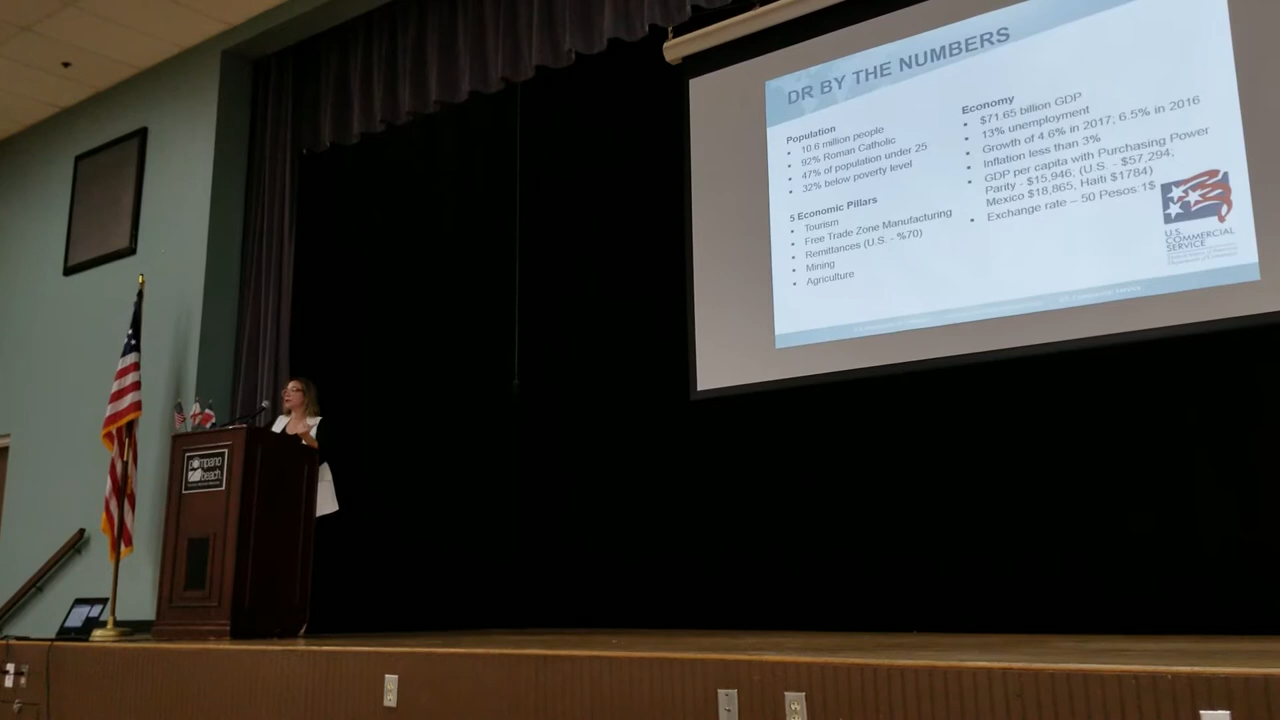 DR BY THE NUMBERS
Population
• 10.6 million people
• 92% Roman Catholic
• 47% of population under 25
• 32% below poverty level
5 Economic Pillars
• Tourism
• Free Trade Zone Manufacturing
• Remittances (U.S. - %70)
• Mining
• Agriculture
Economy
• $71.65 billion GDP
• 13% unemployment
• Growth of 4.6% in 2017; 6.5% in 2016
• Inflation less than 3%
• GDP per capita with Purchasing Power
Parity - $15,946; (U.S. - $57,294;
Mexico $18,865, Haiti $1784)
• Exchange rate – 50 Pesos 1$
U.S.
COMMERCIAL
SERVICE
pompano
beach